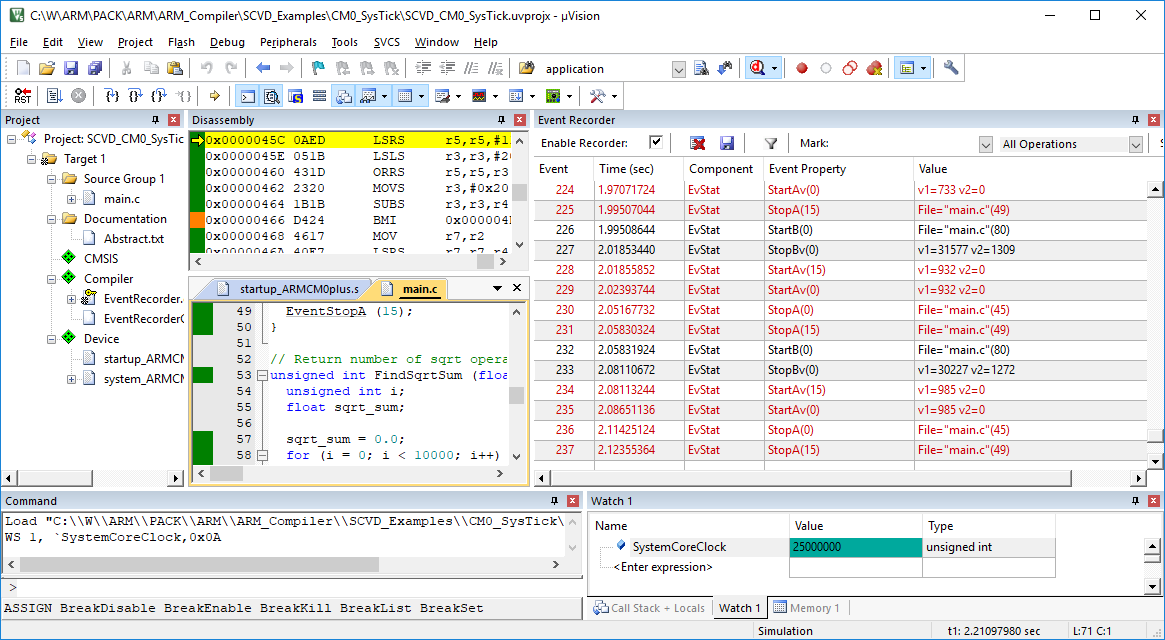 C:\W\ARM\PACK\ARM\ARM_Compiler\SCVD_Examples\CM0_SysTick\SCVD_CM0_SysTick.uvprojx - µVision
File Edit View Project Flash Debug Peripherals Tools SVCS Window Help
application
RST
Project
Project: SCVD_CM0_SysTic
Target 1
Source Group 1
main.c
Documentation
Abstract.txt
CMSIS
Compiler
EventRecorder.
EventRecorderC
Device
startup_ARMCM
system_ARMCM
Disassembly
0x0000045C 0AED LSRS r5,r5,#1
0x0000045E 051B LSLS r3,r3,#20
0x00000460 431D ORRS r5,r5,r3
0x00000462 2320 MOVS r3,#0x20
0x00000464 1B1B SUBS r3,r3,r4
0x00000466 D424 BMI 0x000004
0x00000468 4617 MOV r7,r2
0x0000046A 40E7 LSRS r7,r7,r4
startup_ARMCM0plus.s main.c
49 EventStopA (15);
50 }
51
52 // Return number of sqrt opera
53 unsigned int FindSqrtSum (floa
54 unsigned int i;
55 float sqrt_sum;
56
57 sqrt_sum = 0.0;
58 for (i = 0; i < 10000; i++)
Event Recorder
Enable Recorder: Mark: All Operations
Event Time (sec) Component Event Property Value
224 1.97071724 EvStat StartAv(0) v1=733 v2=0
225 1.99507044 EvStat StopA(15) File="main.c"(49)
226 1.99508644 EvStat StartB(0) File="main.c"(80)
227 2.01853440 EvStat StopBv(0) v1=31577 v2=1309
228 2.01855852 EvStat StartAv(15) v1=932 v2=0
229 2.02393744 EvStat StartAv(0) v1=932 v2=0
230 2.05167732 EvStat StopA(0) File="main.c"(45)
231 2.05830324 EvStat StopA(15) File="main.c"(49)
232 2.05831924 EvStat StartB(0) File="main.c"(80)
233 2.08110672 EvStat StopBv(0) v1=30227 v2=1272
234 2.08113244 EvStat StartAv(15) v1=985 v2=0
235 2.08651136 EvStat StartAv(0) v1=985 v2=0
236 2.11425124 EvStat StopA(0) File="main.c"(45)
237 2.12355364 EvStat StopA(15) File="main.c"(49)
Command
Load "C:\\W\\ARM\\PACK\\ARM\\ARM_Compiler\\SCVD_Examples\\CM0_SysTick\
WS 1, `SystemCoreClock,0x0A
>
ASSIGN BreakDisable BreakEnable BreakKill BreakList BreakSet
Watch 1
Name Value Type
SystemCoreClock 25000000 unsigned int
<Enter expression>
Call Stack + Locals Watch 1 Memory 1
Simulation t1: 2.21097980 sec L:71 C:1